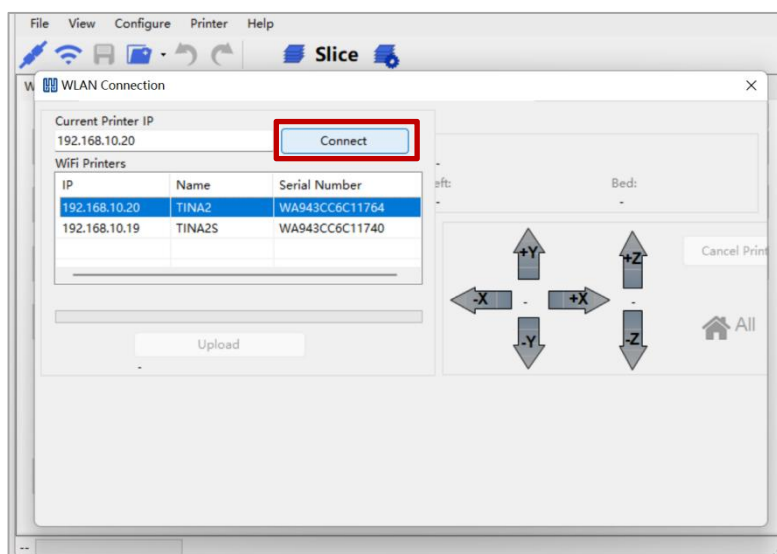 File View Configure Printer Help
Slice
W
WLAN Connection
Current Printer IP
192.168.10.20 Connect
WiFi Printers
IP Name Serial Number
192.168.10.20 TINA2 WA943CC6C11764
192.168.10.19 TINA2S WA943CC6C11740
Upload
-
-
eft: Bed:
- -
+Y +Z Cancel Print
-X - +X -
-Y -Z All
--